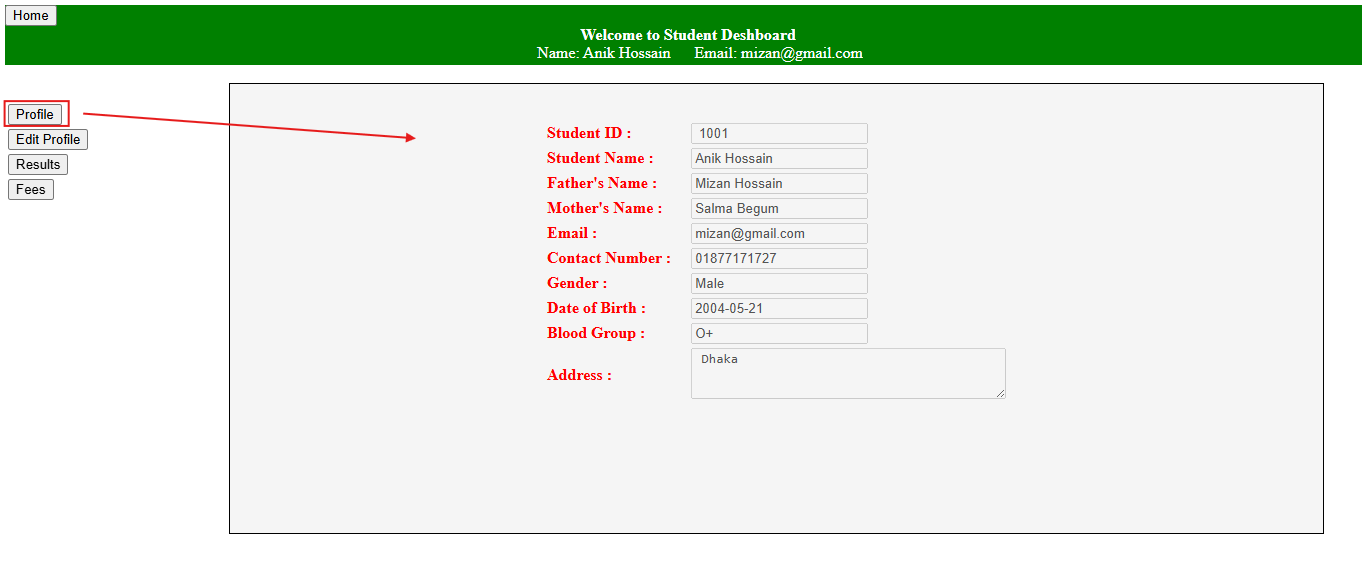 Home
Welcome to Student Deshboard
Name: Anik Hossain Email: mizan@gmail.com
Profile
Edit Profile
Results
Fees
Student ID : 1001
Student Name : Anik Hossain
Father's Name : Mizan Hossain
Mother's Name : Salma Begum
Email : mizan@gmail.com
Contact Number : 01877171727
Gender : Male
Date of Birth : 2004-05-21
Blood Group : O+
Address : Dhaka